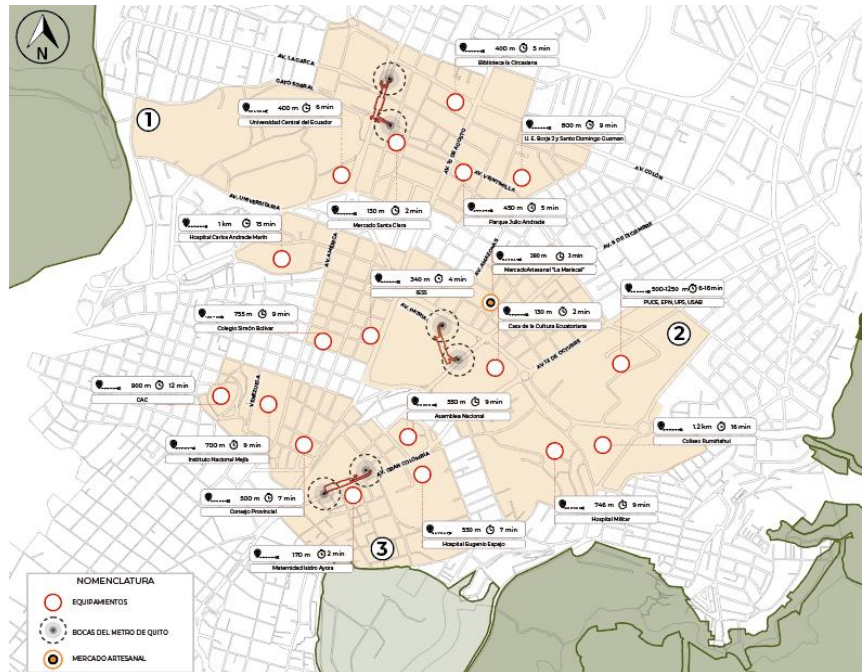 N
400 m 5 min
Biblioteca la Circasiana
AV. LA GASCA
1
400 m 6 min
Universidad Central del Ecuador
800 m 9 min
U. E. Borja 3 y Santo Domingo Guzman
AV. 10 DE AGOSTO
AV. COLÓN
AV. UNIVERSITARIA
130 m 2 min
Mercado Santa Clara
450 m 5 min
Parque Julio Andrade
1 km 15 min
Hospital Carlos Andrade Marín
AV. 6 DE DICIEMBRE
AV. AMÉRICA
AV. AMAZONAS
280 m 3 min
Mercado Artesanal "La Mariscal"
340 m 4 min
IESS
500-1250 m 6-16min
PUCE, EPN, UPS, USAB
755 m 9 min
Colegio Simón Bolívar
AV. PATRIA
130 m 2 min
Casa de la Cultura Ecuatoriana
2
AV. 12 DE OCTUBRE
900 m 12 min
CAC
VENEZUELA
550 m 9 min
Asamblea Nacional
1.2 km 16 min
Coliseo Rumiñahui
700 m 9 min
Instituto Nacional Mejía
AV. GRAN COLOMBIA
500 m 7 min
Consejo Provincial
746 m 9 min
Hospital Militar
550 m 7 min
Hospital Eugenio Espejo
170 m 2 min
Maternidad Isidro Ayora
3
NOMENCLATURA
EQUIPAMIENTOS
BOCAS DEL METRO DE QUITO
MERCADO ARTESANAL